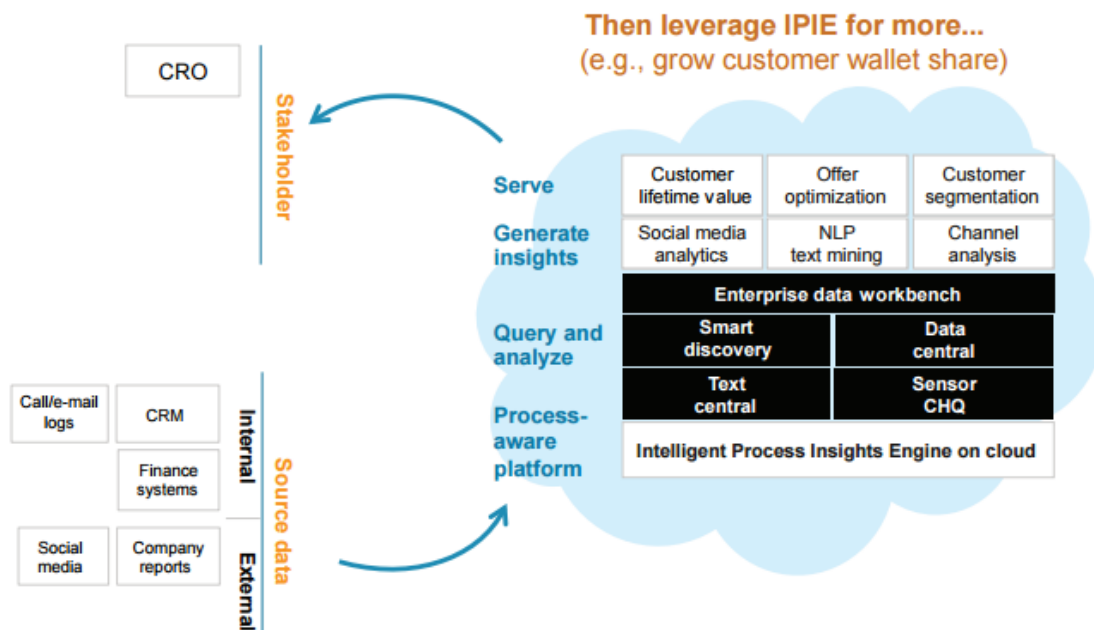 Then leverage IPIE for more...
(e.g., grow customer wallet share)
CRO
Stakeholder
Serve
Customer
lifetime value
Offer
optimization
Customer
segmentation
Generate
insights
Social media
analytics
NLP
text mining
Channel
analysis
Enterprise data workbench
Query and
analyze
Smart
discovery
Data
central
Text
central
Sensor
CHQ
Process-
aware
platform
Intelligent Process Insights Engine on cloud
Call/e-mail
logs
CRM
Finance
systems
Internal
Source data
Social
media
Company
reports
External